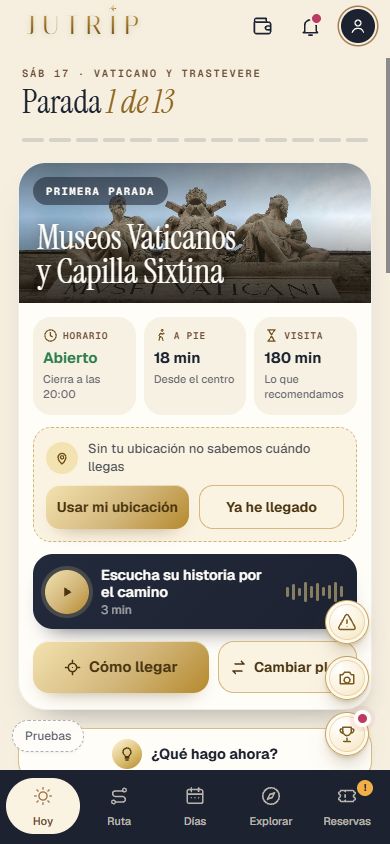 JUTRIP
SÁB 17 · VATICANO Y TRASTEVERE
Parada 1 de 13
PRIMERA PARADA
Museos Vaticanos
y Capilla Sixtina
MUSEI VATICANI
HORARIO
Abierto
Cierra a las
20:00
A PIE
18 min
Desde el centro
VISITA
180 min
Lo que
recomendamos
Sin tu ubicación no sabemos cuándo
llegas
Usar mi ubicación
Ya he llegado
Escucha su historia por
el camino
3 min
Cómo llegar
Cambiar pl
Pruebas
¿Qué hago ahora?
Hoy
Ruta
Días
Explorar
!
Reservas